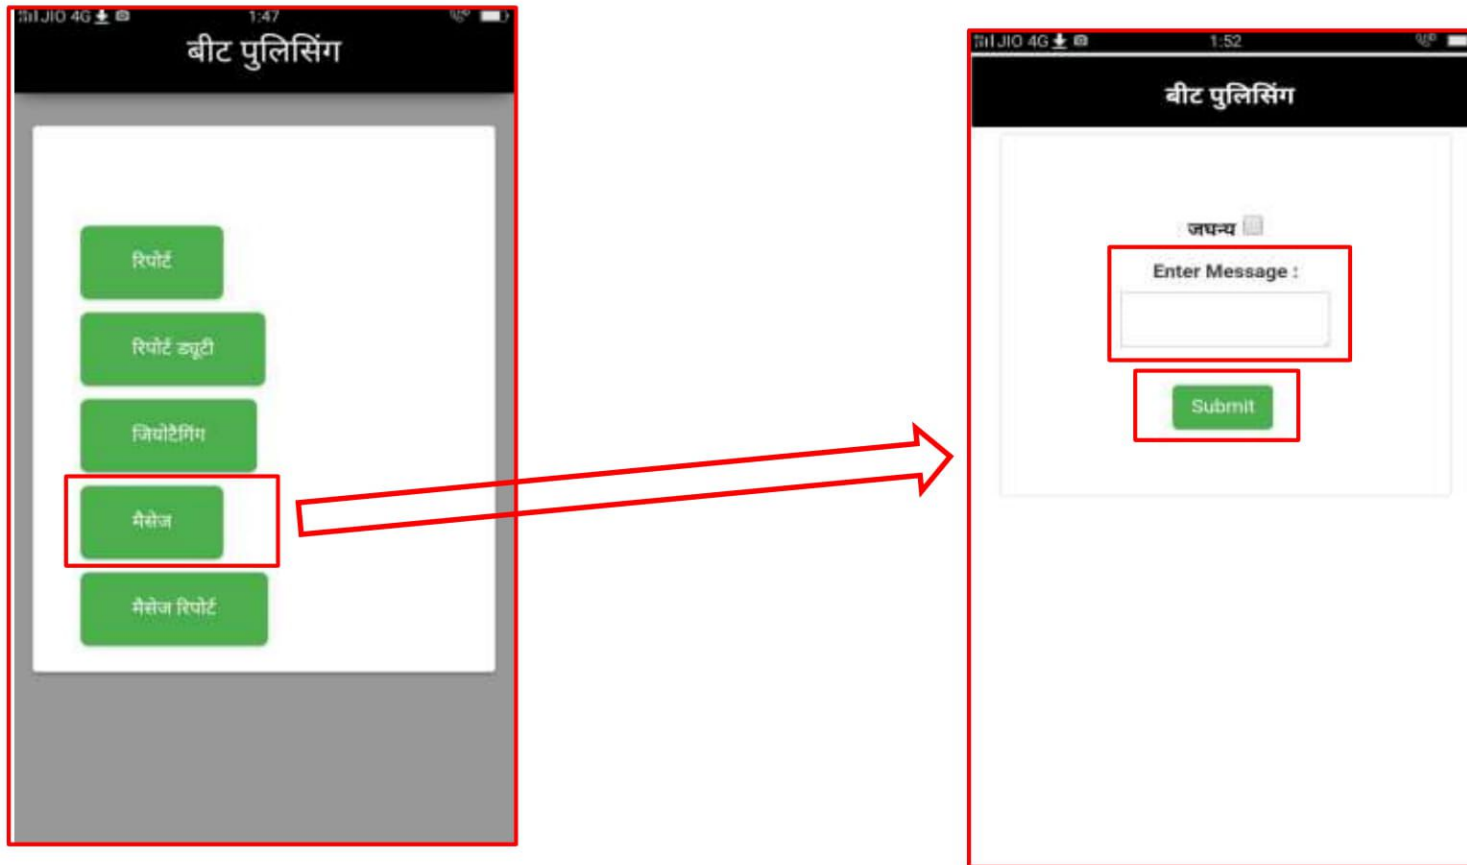 JIO 4G 1:47
बीट पुलिसिंग
रिपोर्ट
रिपोर्ट ड्यूटी
जियोटैगिंग
मैसेज
मैसेज रिपोर्ट
JIO 4G 1:52
बीट पुलिसिंग
जघन्य
Enter Message :
Submit